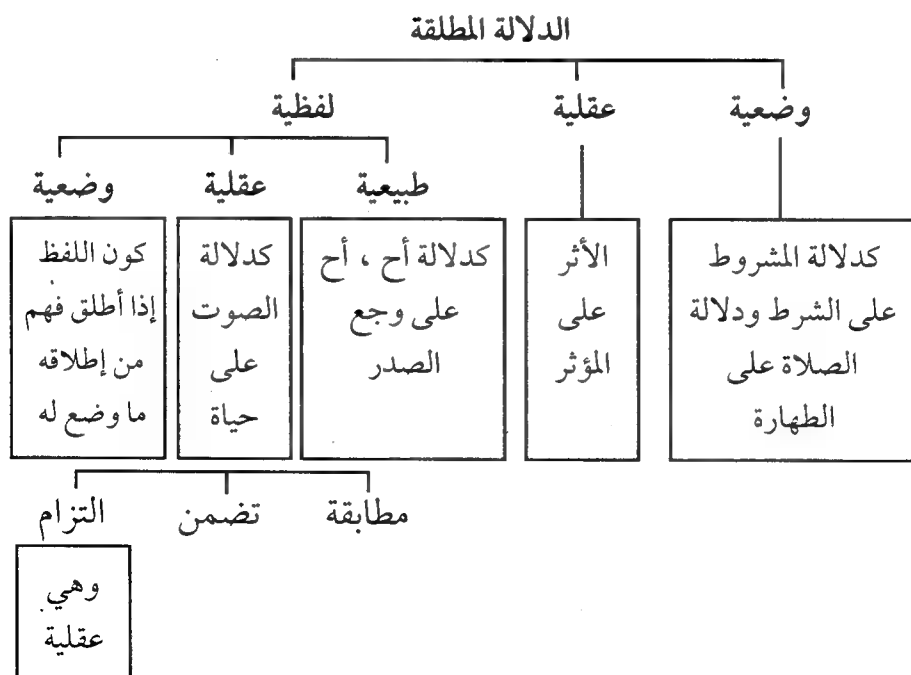 الدلالة المطلقة
وضعية
عقلية
لفظية
طبيعية
عقلية
وضعية
كدلالة المشروط
على الشرط ودلالة
الصلاة على
الطهارة
الأثر
على
المؤثر
كدلالة أح ، أح
على وجع
الصدر
كدلالة
الصوت
على
حياة
كون اللفظ
إذا أطلق فهم
من إطلاقه
ما وضع له
مطابقة
تضمن
التزام
وهي
عقلية